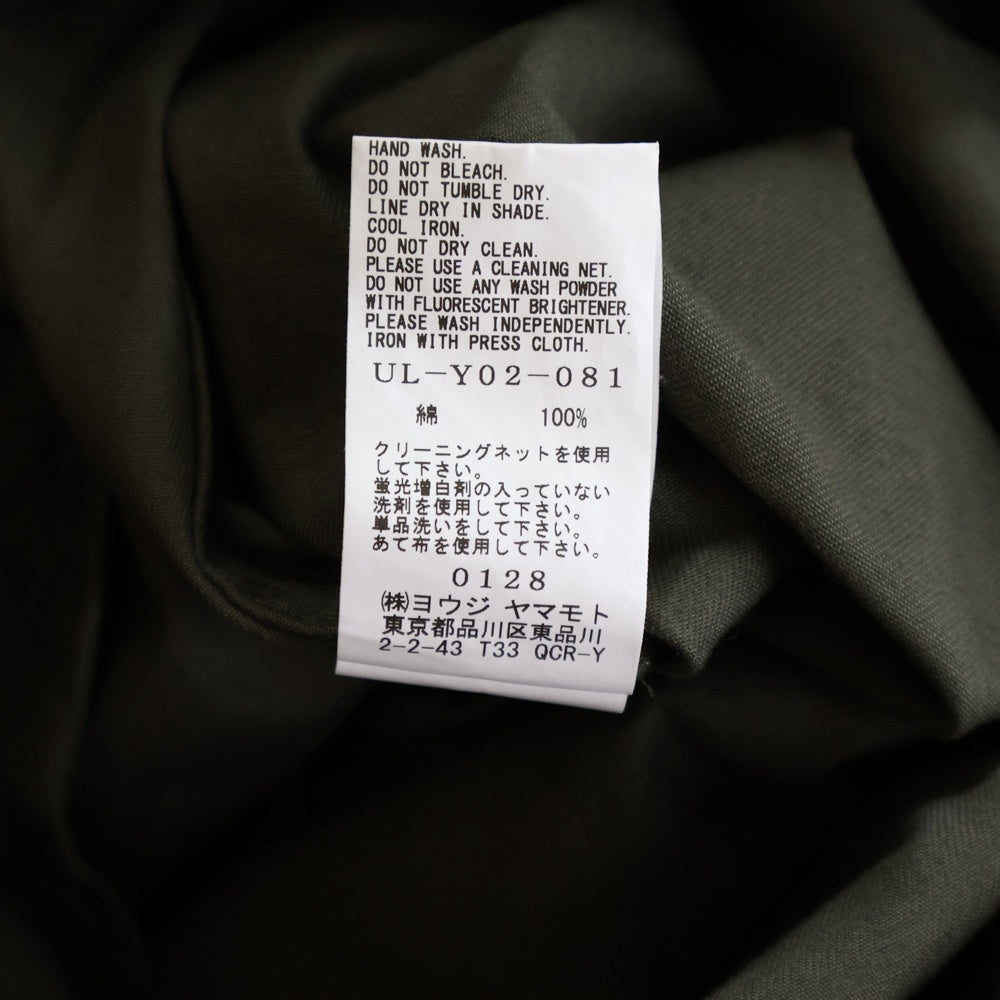 HAND WASH.
DO NOT BLEACH.
DO NOT TUMBLE DRY.
LINE DRY IN SHADE.
COOL IRON.
DO NOT DRY CLEAN.
PLEASE USE A CLEANING NET.
DO NOT USE ANY WASH POWDER
WITH FLUORESCENT BRIGHTENER.
PLEASE WASH INDEPENDENTLY.
IRON WITH PRESS CLOTH.
UL-Y02-081
綿 100%
クリーニングネットを使用
して下さい。
蛍光増白剤の入っていない
洗剤を使用して下さい。
単品洗いをして下さい。
あて布を使用して下さい。
0128
㈱ヨウジ ヤマモト
東京都品川区東品川
2-2-43 T33 QCR-Y